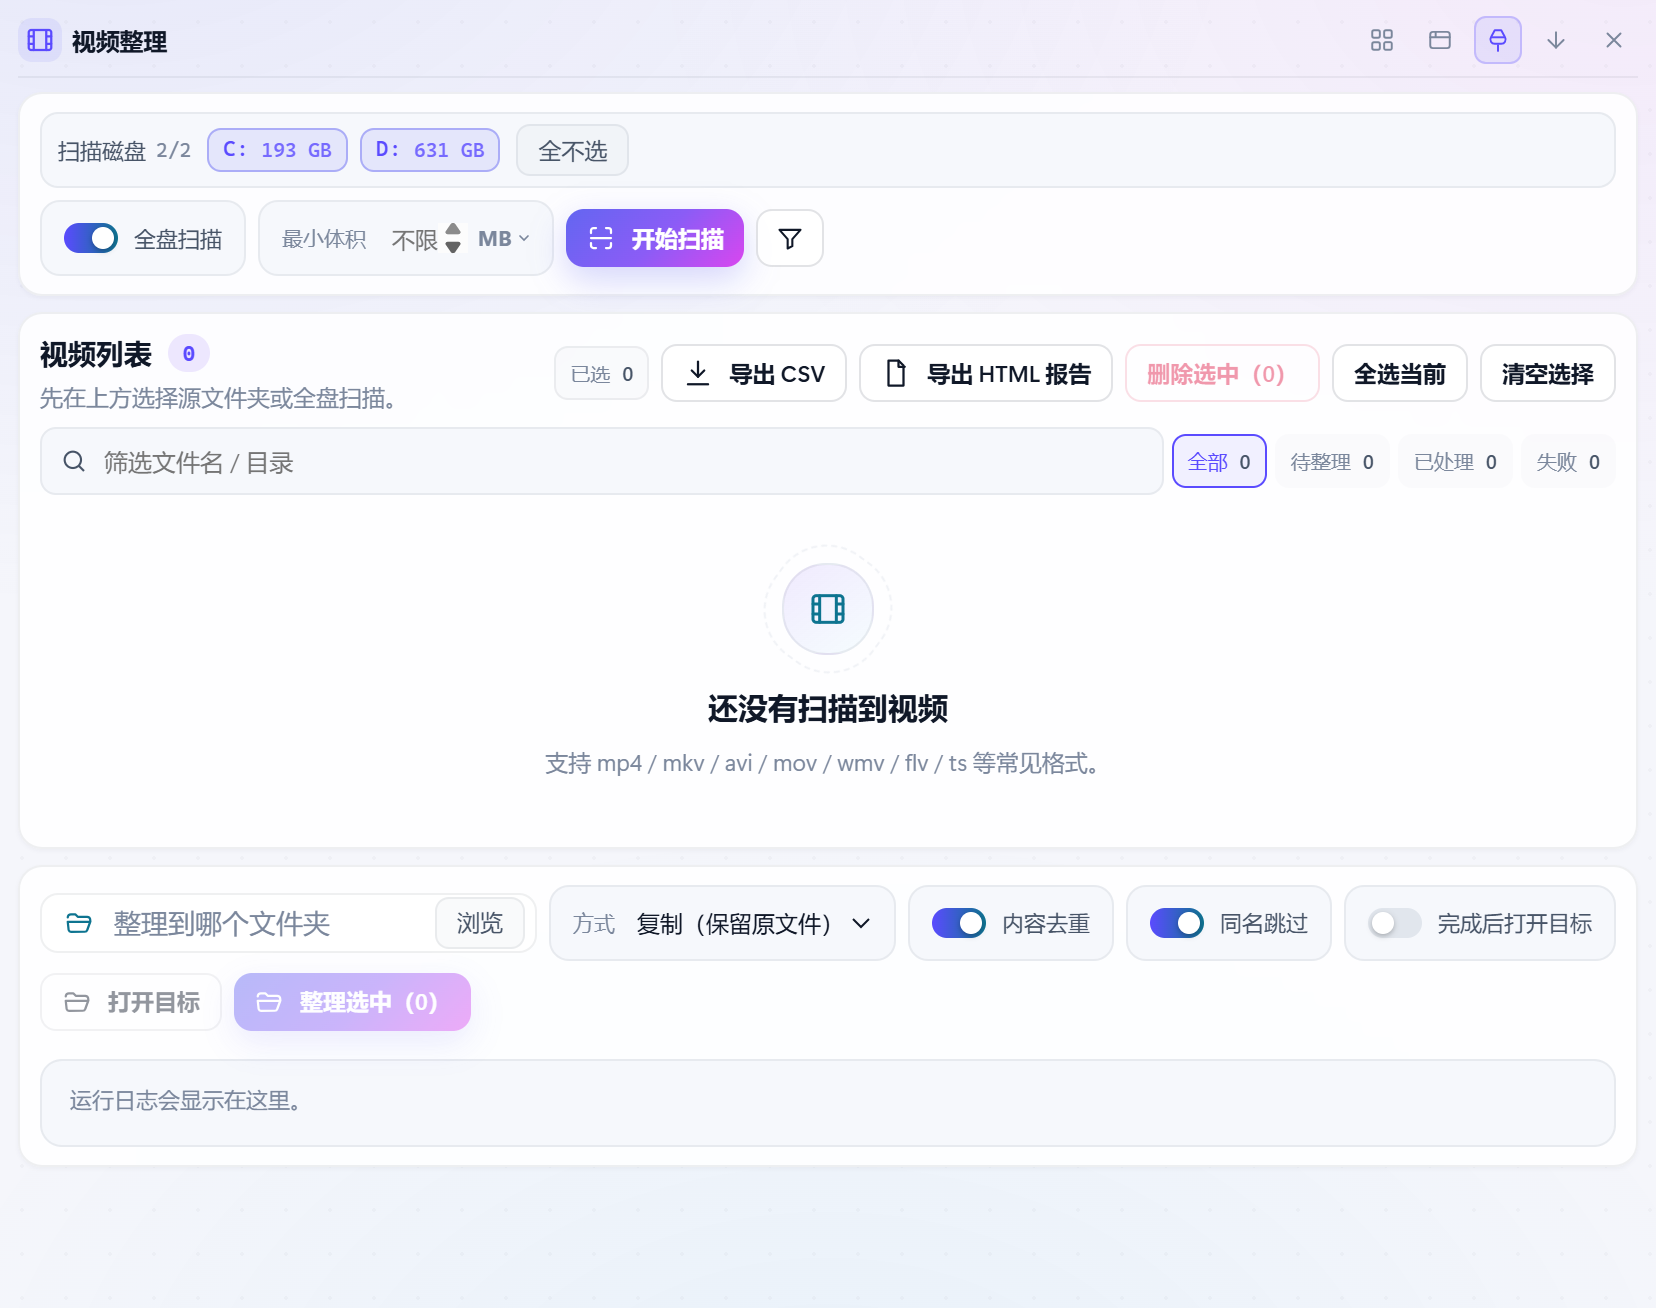 视频整理
扫描磁盘 2/2 C: 193 GB D: 631 GB 全不选
全盘扫描 最小体积 不限 MB 开始扫描
视频列表 0
先在上方选择源文件夹或全盘扫描。
已选 0 导出 CSV 导出 HTML 报告 删除选中（0） 全选当前 清空选择
筛选文件名 / 目录 全部 0 待整理 0 已处理 0 失败 0
还没有扫描到视频
支持 mp4 / mkv / avi / mov / wmv / flv / ts 等常见格式。
整理到哪个文件夹 浏览 方式 复制（保留原文件） 内容去重 同名跳过 完成后打开目标
打开目标 整理选中（0）
运行日志会显示在这里。